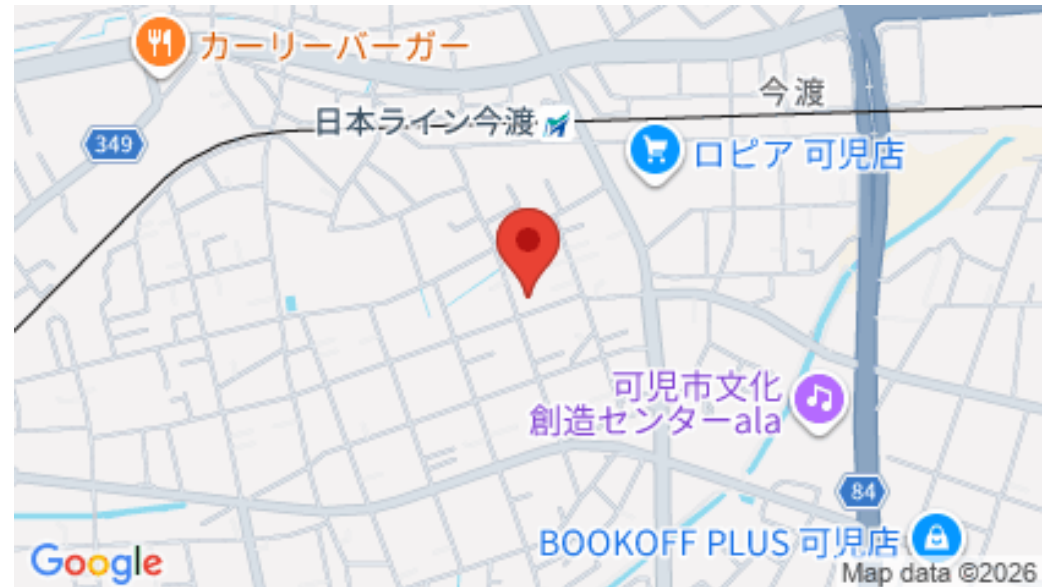 カーリーバーガー
今渡
日本ライン今渡
349
ロピア 可児店
可児市文化
創造センターala
84
BOOKOFF PLUS 可児店
Google
Map data ©2026